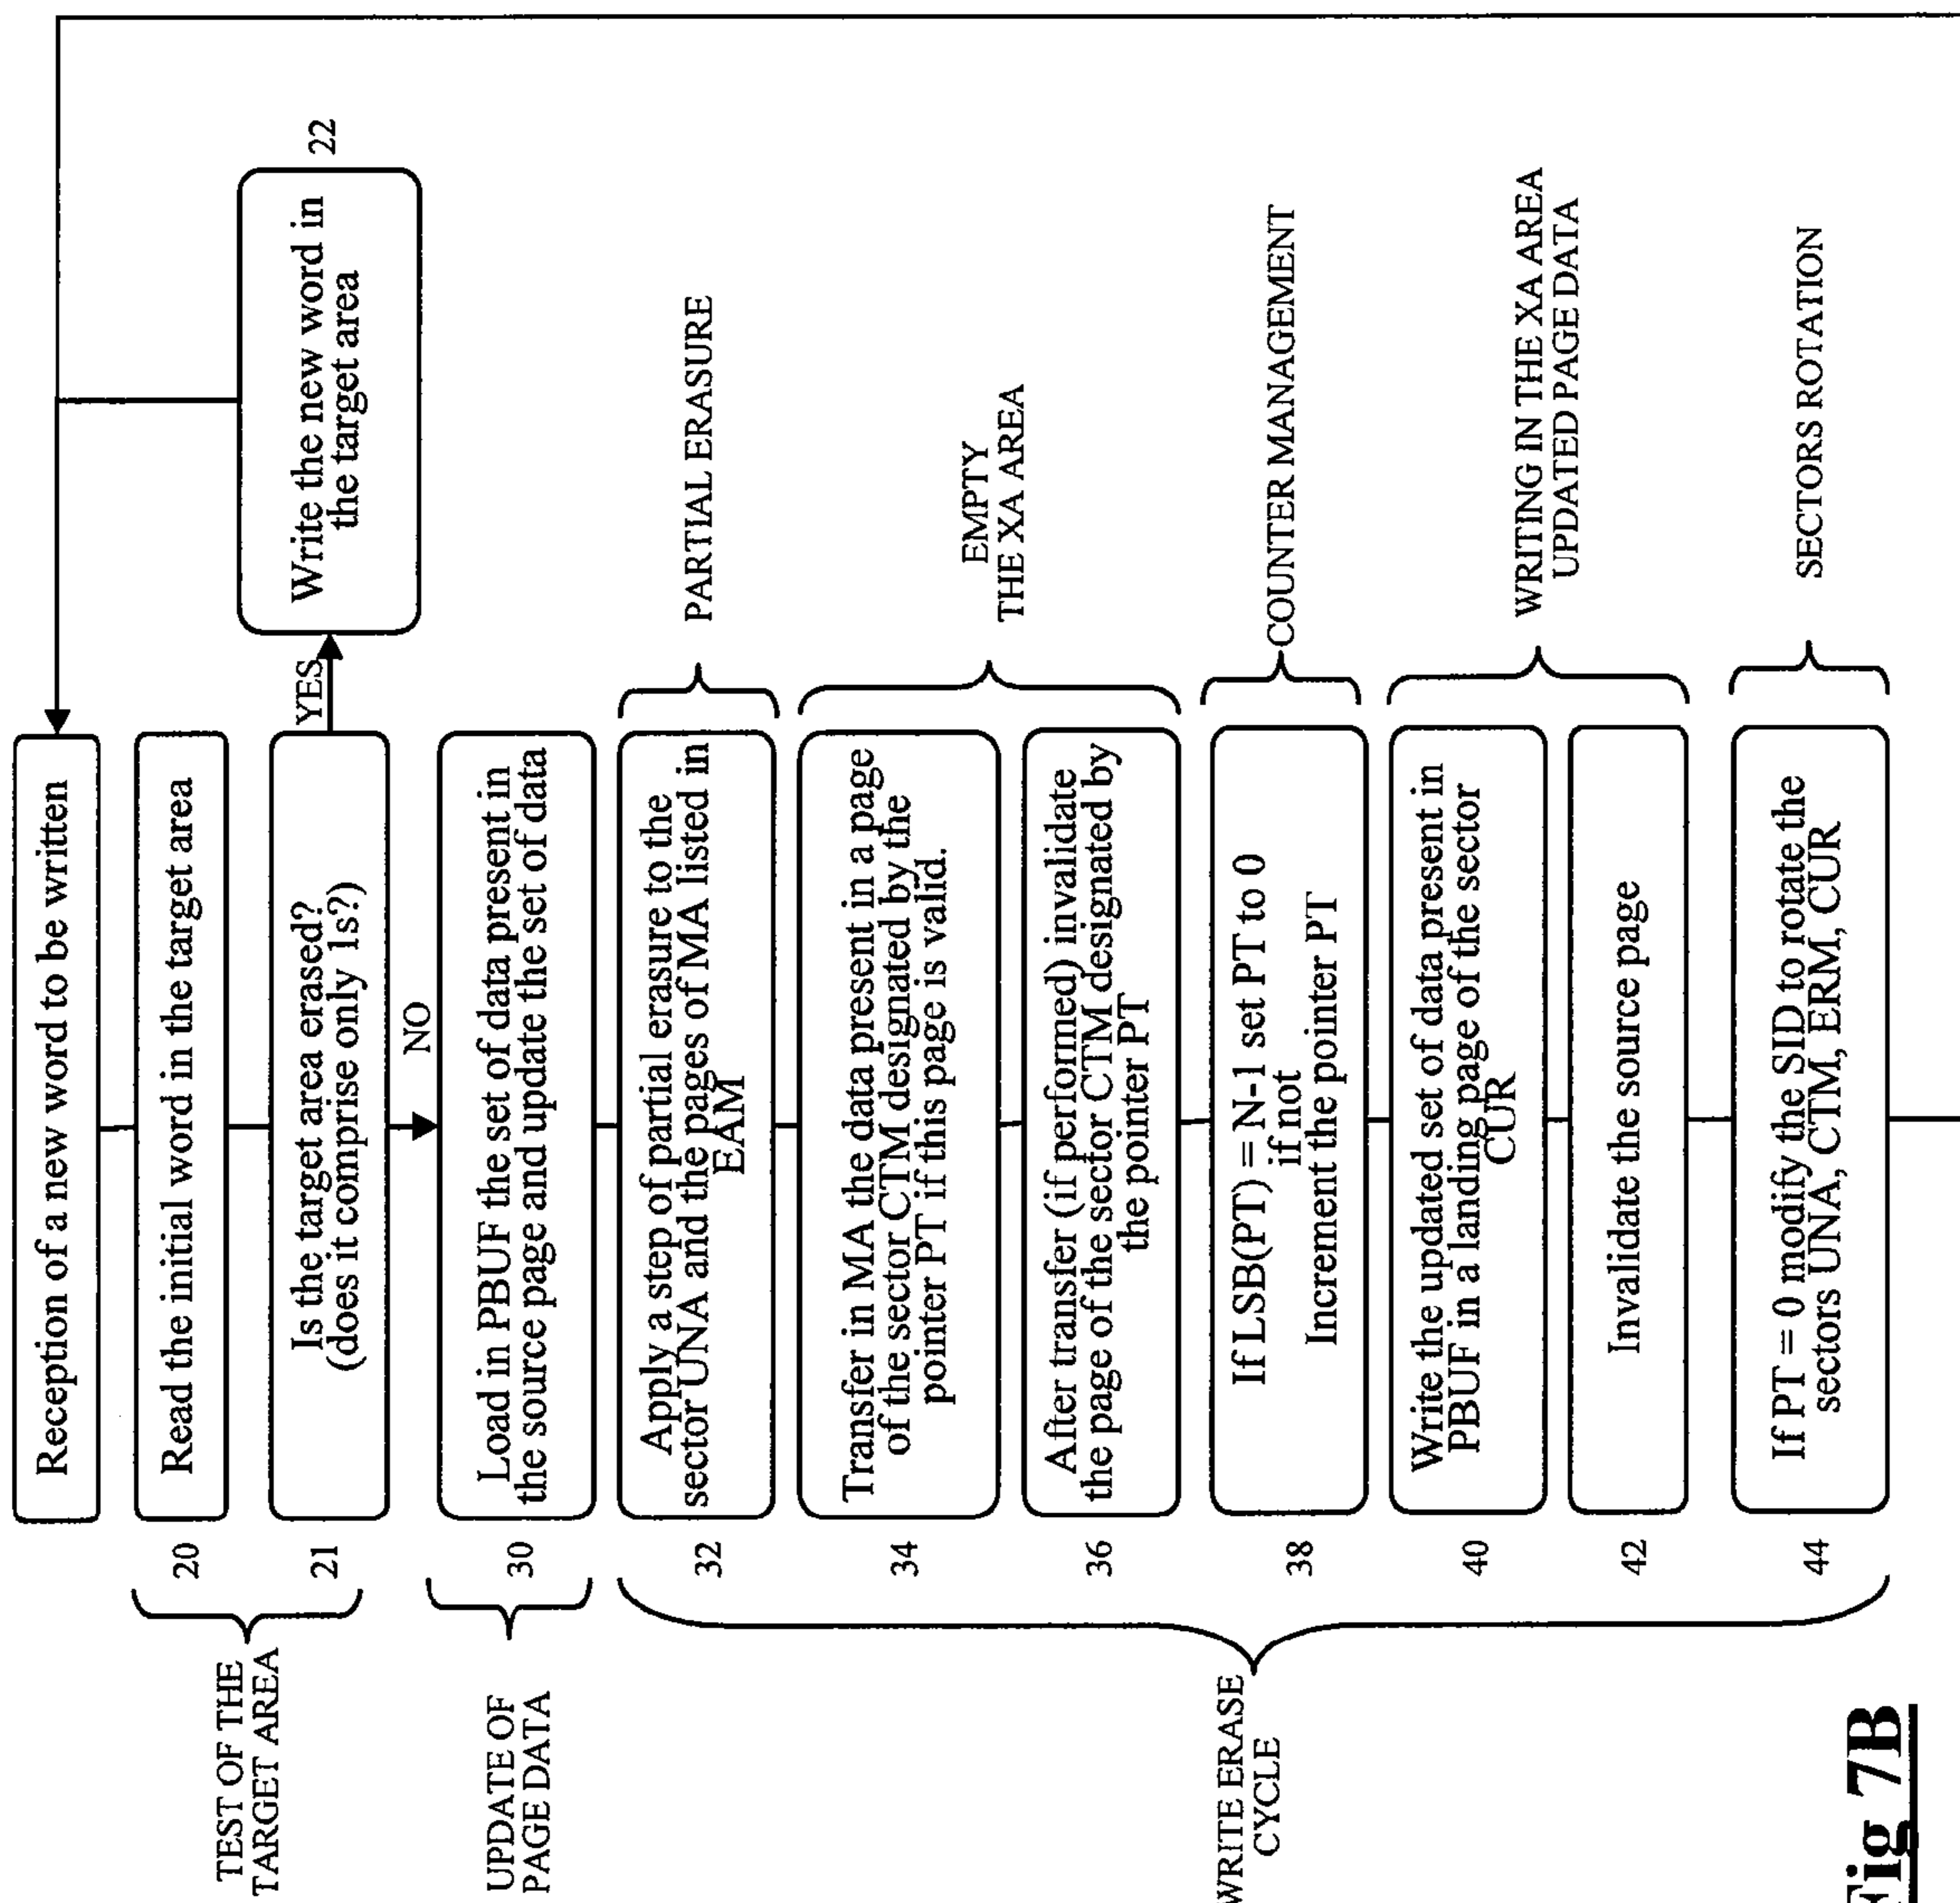 Reception of a new word to be written
TEST OF THE
TARGET AREA
20
Read the initial word in the target area
21
Is the target area erased?
(does it comprise only 1s?)
YES
Write the new word in
the target area
22
NO
UPDATE OF
PAGE DATA
30
Load in PBUF the set of data present in
the source page and update the set of data
WRITE ERASE
CYCLE
32
Apply a step of partial erasure to the
sector UNA and the pages of MA listed in
EAM
PARTIAL ERASURE
34
Transfer in MA the data present in a page
of the sector CTM designated by the
pointer PT if this page is valid.
EMPTY
THE XA AREA
36
After transfer (if performed) invalidate
the page of the sector CTM designated by
the pointer PT
38
If LSB(PT) = N-1 set PT to 0
if not
Increment the pointer PT
COUNTER MANAGEMENT
40
Write the updated set of data present in
PBUF in a landing page of the sector
CUR
WRITING IN THE XA AREA
UPDATED PAGE DATA
42
Invalidate the source page
44
If PT = 0 modify the SID to rotate the
sectors UNA, CTM, ERM, CUR
SECTORS ROTATION
Fig 7B